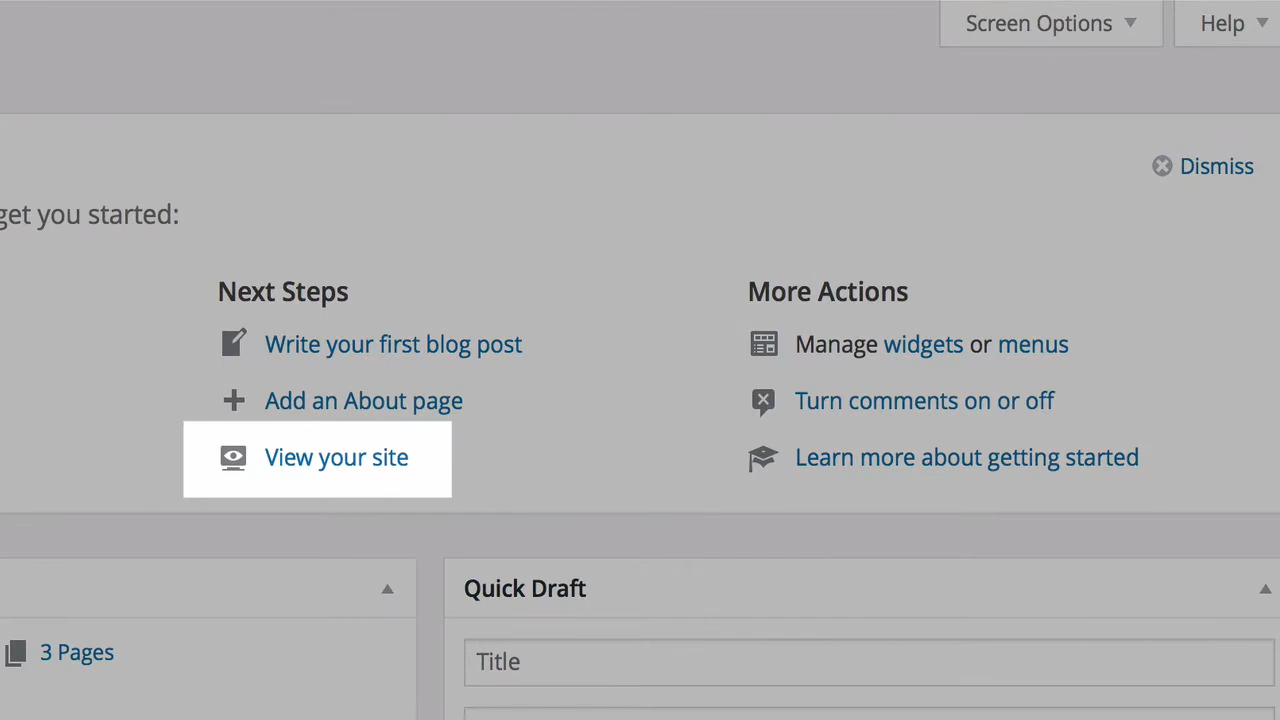 Screen Options
Help
Dismiss
get you started:
Next Steps
Write your first blog post
Add an About page
View your site
More Actions
Manage widgets or menus
Turn comments on or off
Learn more about getting started
3 Pages
Quick Draft
Title